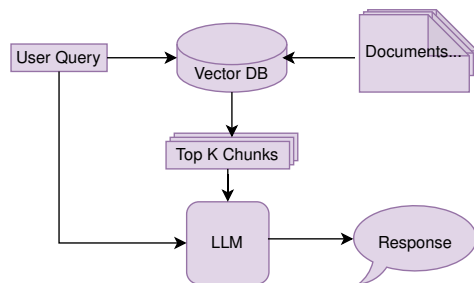 User Query
Vector DB
Documents...
Top K Chunks
LLM
Response